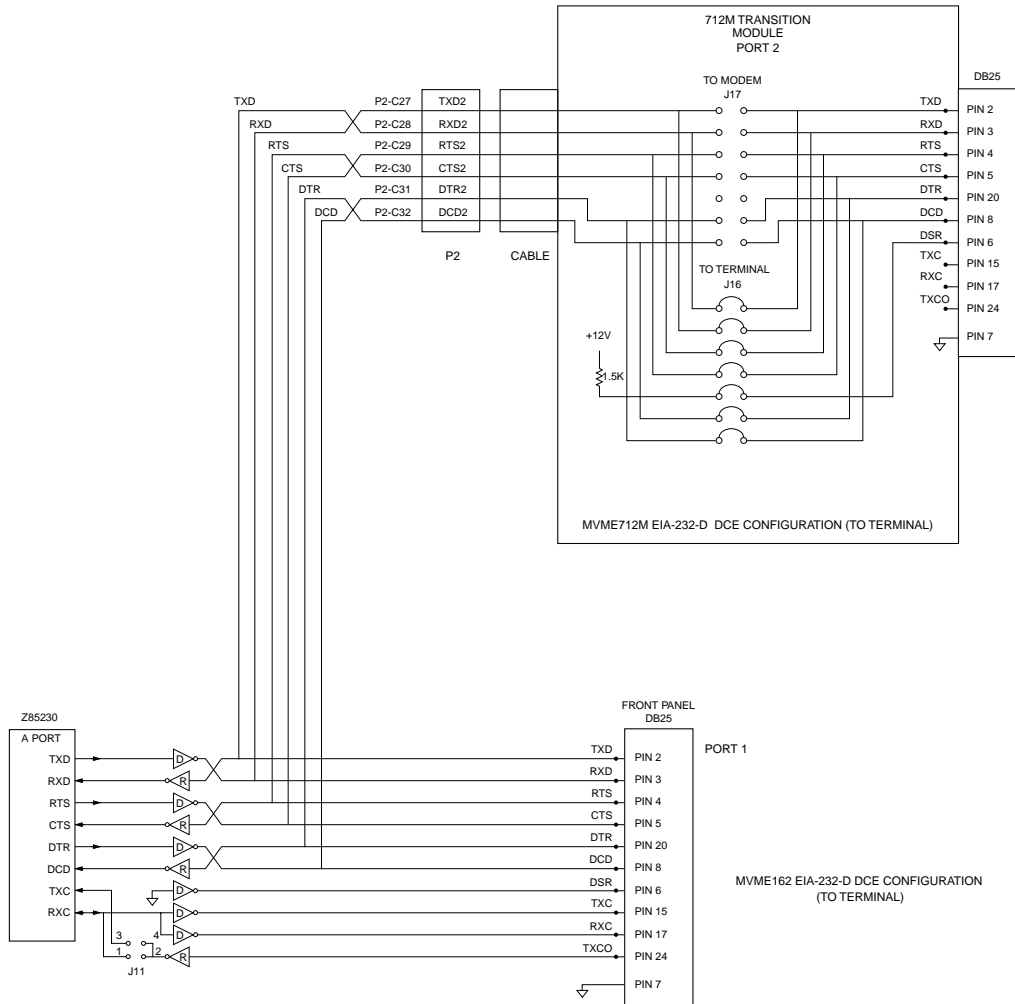 712M TRANSITION
MODULE
PORT 2
DB25
TO MODEM
J17
TXD
P2-C27
TXD2
TXD
PIN 2
RXD
P2-C28
RXD2
RXD
PIN 3
RTS
P2-C29
RTS2
RTS
PIN 4
CTS
P2-C30
CTS2
CTS
PIN 5
DTR
P2-C31
DTR2
DTR
PIN 20
DCD
P2-C32
DCD2
DCD
PIN 8
DSR
PIN 6
P2
CABLE
TXC
PIN 15
TO TERMINAL
J16
RXC
PIN 17
TXCO
PIN 24
+12V
PIN 7
1.5K
MVME712M EIA-232-D DCE CONFIGURATION (TO TERMINAL)
Z85230
A PORT
FRONT PANEL
DB25
PORT 1
TXD
D
TXD
PIN 2
RXD
R
RXD
PIN 3
RTS
D
RTS
PIN 4
CTS
R
CTS
PIN 5
DTR
D
DTR
PIN 20
DCD
R
DCD
PIN 8
TXC
D
DSR
PIN 6
RXC
D
TXC
PIN 15
3
4
D
RXC
PIN 17
1
2
R
TXCO
PIN 24
J11
PIN 7
MVME162 EIA-232-D DCE CONFIGURATION
(TO TERMINAL)